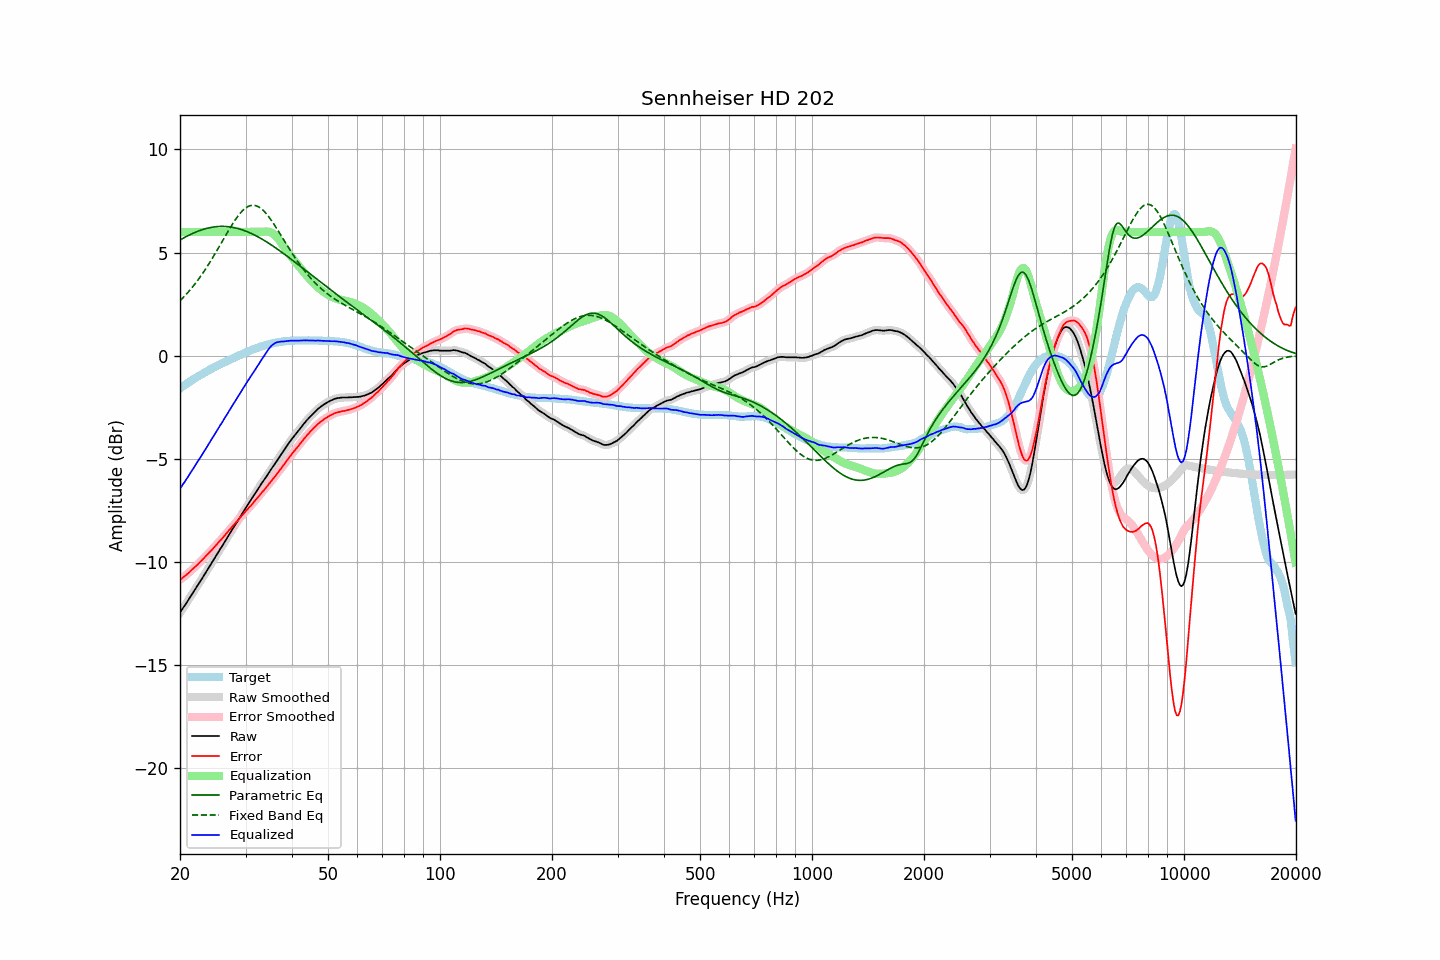 Sennheiser HD 202
Amplitude (dBr)
10
5
0
−5
−10
−15
−20
Target
Raw Smoothed
Error Smoothed
Raw
Error
Equalization
Parametric Eq
Fixed Band Eq
Equalized
20 50 100 200 500 1000 2000 5000 10000 20000
Frequency (Hz)